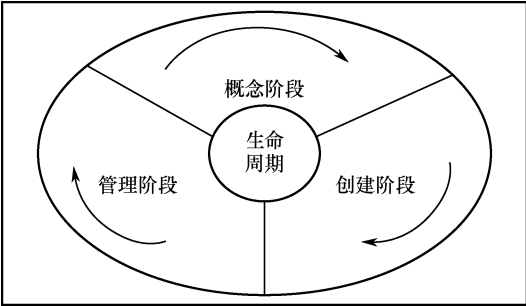 概念阶段
生命
周期
管理阶段
创建阶段